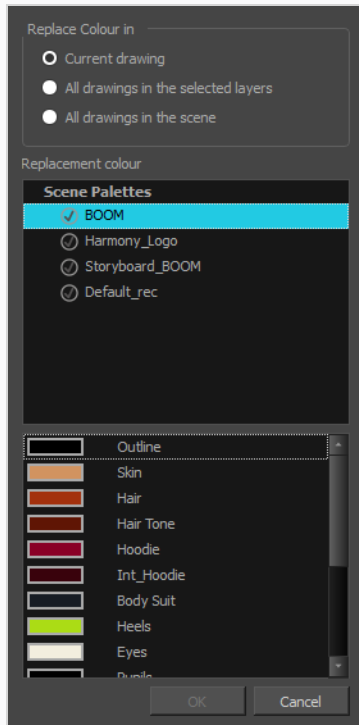 Replace Colour in
Current drawing
All drawings in the selected layers
All drawings in the scene
Replacement colour
Scene Palettes
BOOM
Harmony_Logo
Storyboard_BOOM
Default_rec
Outline
Skin
Hair
Hair Tone
Hoodie
Int_Hoodie
Body Suit
Heels
Eyes
Pupils
OK
Cancel